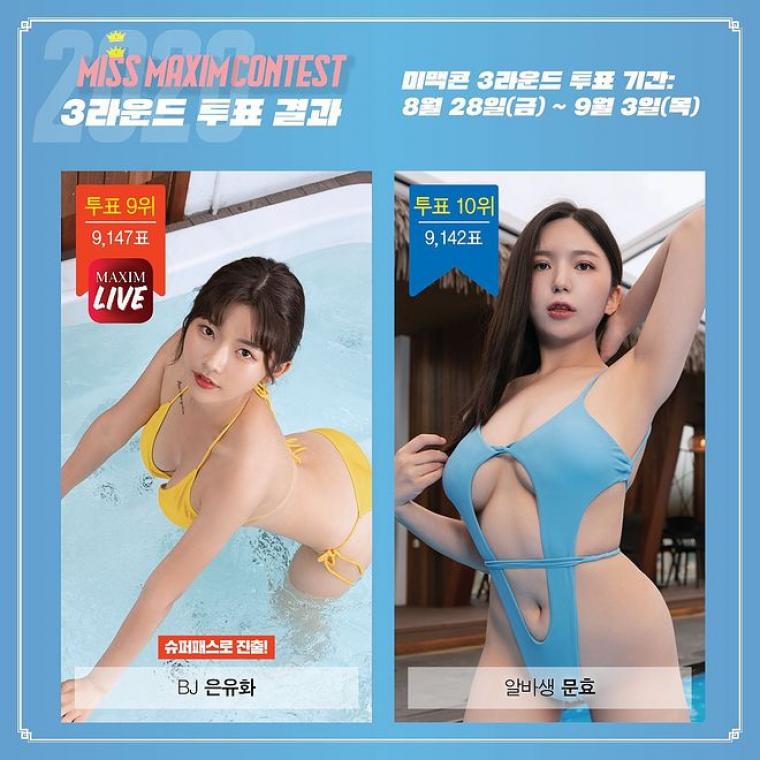 2020
MISS MAXIM CONTEST
3라운드 투표 결과
미맥콘 3라운드 투표 기간:
8월 28일(금) ~ 9월 3일(목)
투표 9위
9,147표
MAXIM
LIVE
슈퍼패스로 진출!
BJ 은유화
투표 10위
9,142표
알바생 문효